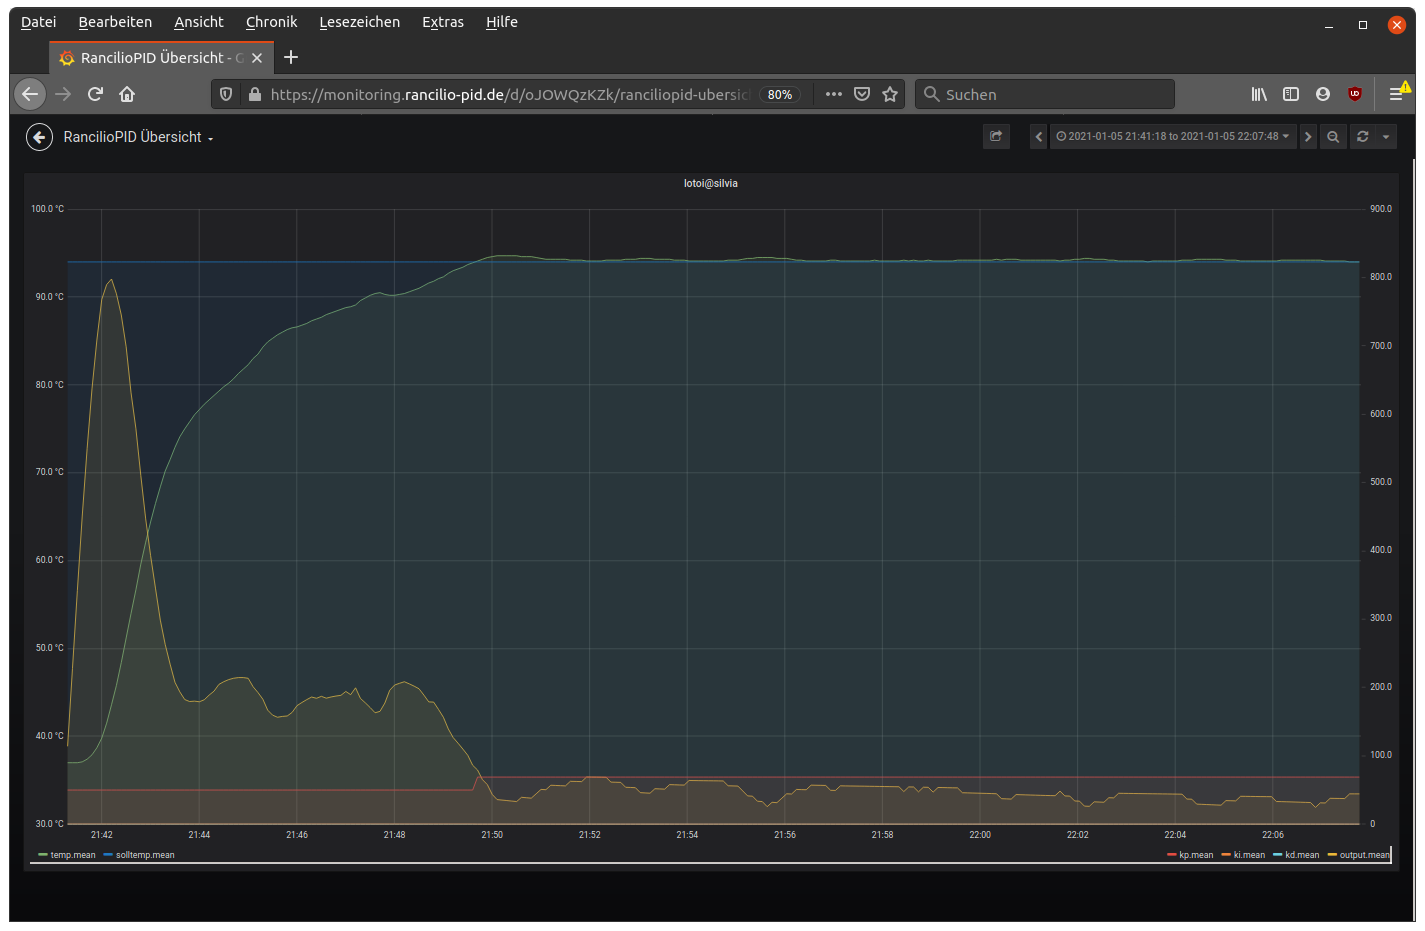 Datei Bearbeiten Ansicht Chronik Lesezeichen Extras Hilfe
RancilioPID Übersicht - G
https://monitoring.rancilio-pid.de/d/oJOWQzKZk/ranciliopid-ubersic 80% Suchen
RancilioPID Übersicht 2021-01-05 21:41:18 to 2021-01-05 22:07:48
lotoi@silvia
100.0 °C 900.0
800.0
90.0 °C
700.0
80.0 °C
600.0
70.0 °C
500.0
60.0 °C
400.0
300.0
50.0 °C
200.0
40.0 °C
100.0
30.0 °C 0
21:42 21:44 21:46 21:48 21:50 21:52 21:54 21:56 21:58 22:00 22:02 22:04 22:06
temp.mean solltemp.mean kp.mean ki.mean kd.mean output.mean